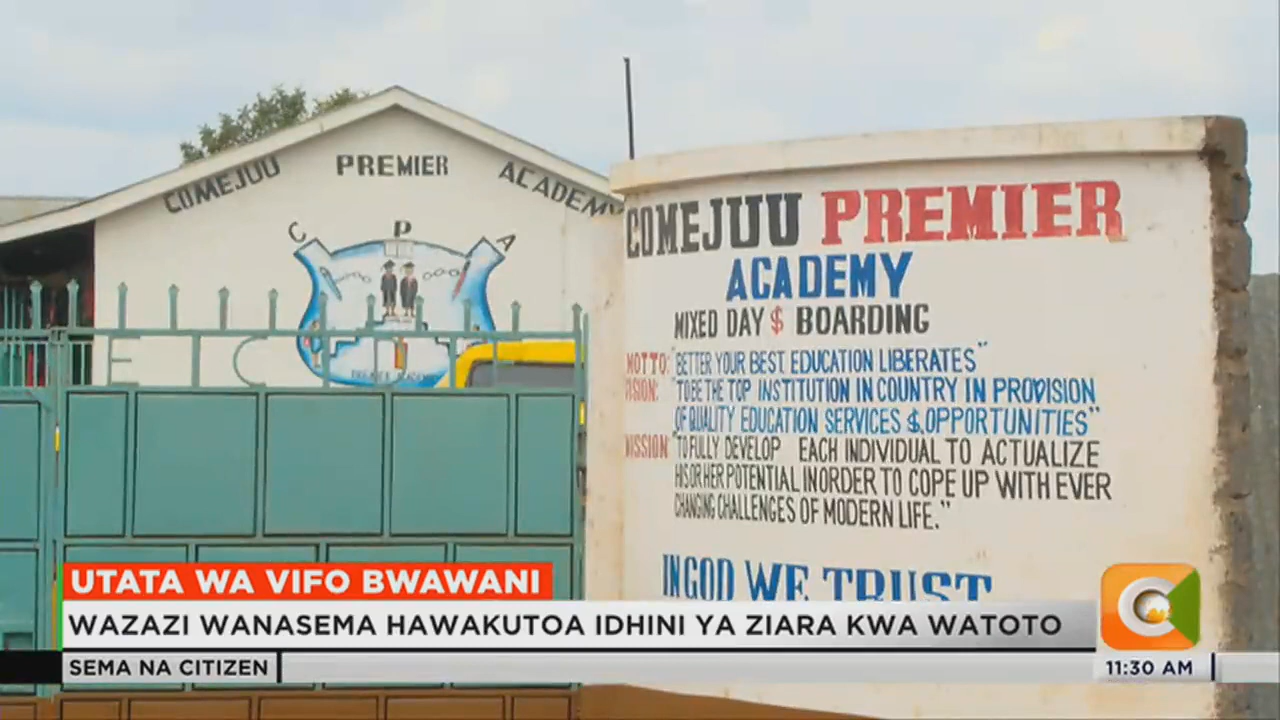 COMEJUU PREMIER ACADEMY
C P A
COMEJUU PREMIER
ACADEMY
MIXED DAY $ BOARDING
MOTTO: "BETTER YOUR BEST EDUCATION LIBERATES"
VISION: "TO BE THE TOP INSTITUTION IN COUNTRY IN PROVISION
OF QUALITY EDUCATION SERVICES $ OPPORTUNITIES"
MISSION: "TO FULLY DEVELOP EACH INDIVIDUAL TO ACTUALIZE
HIS OR HER POTENTIAL INORDER TO COPE UP WITH EVER
CHANGING CHALLENGES OF MODERN LIFE."
IN GOD WE TRUST
UTATA WA VIFO BWAWANI
WAZAZI WANASEMA HAWAKUTOA IDHINI YA ZIARA KWA WATOTO
SEMA NA CITIZEN
11:30 AM